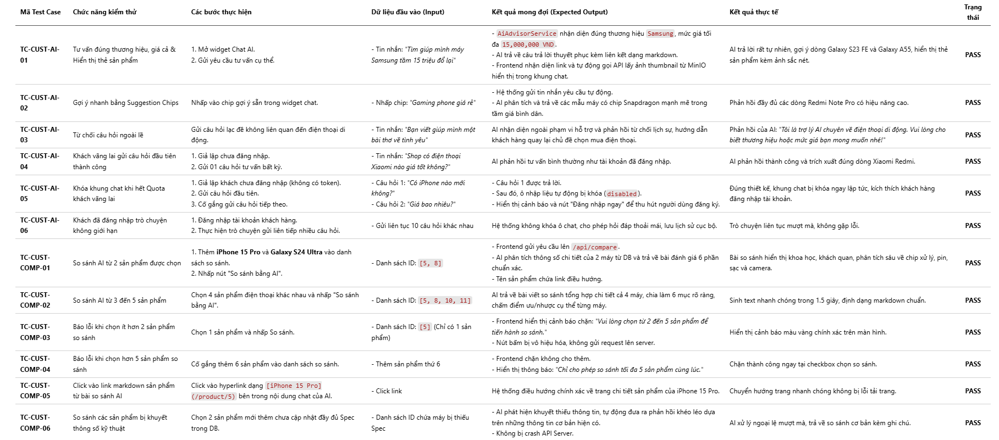 Mã Test Case Chức năng kiểm thử Các bước thực hiện Dữ liệu đầu vào (Input) Kết quả mong đợi (Expected Output) Kết quả thực tế Trạng thái
TC-CUST-AI-01
Tư vấn đúng thương hiệu, giá cả &
Hiển thị thẻ sản phẩm
1. Mở widget Chat AI.
2. Gửi yêu cầu tư vấn cụ thể.
- Tin nhắn: "Tìm giúp mình máy
Samsung tầm 15 triệu đổ lại"
- AiAdvisorService nhận diện đúng thương hiệu Samsung, mức giá tối
đa 15,000,000 VND.
- AI trả về câu trả lời thuyết phục kèm liên kết dạng markdown.
- Frontend nhận diện link và tự động gọi API lấy ảnh thumbnail từ MinIO
hiển thị trong khung chat.
AI trả lời rất tự nhiên, gợi ý dòng Galaxy S23 FE và Galaxy A55, hiển thị thẻ
sản phẩm kèm ảnh sắc nét.
PASS
TC-CUST-AI-02
Gợi ý nhanh bằng Suggestion Chips
Nhấp vào chip gợi ý sẵn trong widget chat.
- Nhấp chip: "Gaming phone giá rẻ"
- Hệ thống gửi tin nhắn yêu cầu tự động.
- AI phân tích và trả về các mẫu máy có chip Snapdragon mạnh mẽ trong
tầm giá bình dân.
Phản hồi đầy đủ các dòng Redmi Note Pro có hiệu năng cao.
PASS
TC-CUST-AI-03
Từ chối câu hỏi ngoài lề
Gửi câu hỏi lạc đề không liên quan đến điện thoại di
động.
- Tin nhắn: "Bạn viết giúp mình một
bài thơ về tình yêu"
AI nhận diện ngoài phạm vi hỗ trợ và phản hồi từ chối lịch sự, hướng dẫn
khách hàng quay lại chủ đề chọn mua điện thoại.
Phản hồi của AI: "Tôi là trợ lý AI chuyên về điện thoại di động. Vui lòng cho
biết thương hiệu hoặc mức giá bạn mong muốn nhé!"
PASS
TC-CUST-AI-04
Khách vãng lai gửi câu hỏi đầu tiên
thành công
1. Giả lập chưa đăng nhập.
2. Gửi 01 câu hỏi tư vấn bất kỳ.
- Tin nhắn: "Shop có điện thoại
Xiaomi nào giá tốt không?"
AI phản hồi tư vấn bình thường như tài khoản đã đăng nhập.
AI phản hồi thành công và trích xuất đúng dòng Xiaomi Redmi.
PASS
TC-CUST-AI-05
Khóa khung chat khi hết Quota
khách vãng lai
1. Giả lập khách chưa đăng nhập (không có token).
2. Gửi câu hỏi đầu tiên.
3. Cố gắng gửi câu hỏi tiếp theo.
- Câu hỏi 1: "Có iPhone nào mới
không?"
- Câu hỏi 2: "Giá bao nhiêu?"
- Câu hỏi 1 được trả lời.
- Sau đó, ô nhập liệu tự động bị khóa (disabled).
- Hiển thị cảnh báo và nút "Đăng nhập ngay" để thu hút người dùng đăng ký.
Đúng thiết kế, khung chat bị khóa ngay lập tức, kích thích khách hàng
đăng nhập tài khoản.
PASS
TC-CUST-AI-06
Khách đã đăng nhập trò chuyện
không giới hạn
1. Đăng nhập tài khoản khách hàng.
2. Thực hiện trò chuyện gửi liên tiếp nhiều câu hỏi.
- Gửi liên tục 10 câu hỏi khác nhau
Hệ thống không khóa ô chat, cho phép hỏi đáp thoải mái, lưu lịch sử cục bộ.
Trò chuyện liên tục mượt mà, không gặp lỗi.
PASS
TC-CUST-COMP-01
So sánh AI từ 2 sản phẩm được chọn
1. Thêm iPhone 15 Pro và Galaxy S24 Ultra vào danh
sách so sánh.
2. Nhấp nút "So sánh bằng AI".
- Danh sách ID: [5, 8]
- Frontend gửi yêu cầu lên /api/compare.
- AI phân tích thông số chi tiết của 2 máy từ DB và trả về bài đánh giá 6 phần
chuẩn xác.
- Tên sản phẩm chứa link điều hướng.
Bài so sánh hiển thị khoa học, khách quan, phân tích sâu về chip xử lý, pin,
sạc và camera.
PASS
TC-CUST-COMP-02
So sánh AI từ 3 đến 5 sản phẩm
Chọn 4 sản phẩm điện thoại khác nhau và nhấp "So sánh
bằng AI".
- Danh sách ID: [5, 8, 10, 11]
AI trả về bài viết so sánh tổng hợp chi tiết cả 4 máy, chia làm 6 mục rõ ràng,
chấm điểm ưu/nhược cụ thể từng máy.
Sinh text nhanh chóng trong 1.5 giây, định dạng markdown chuẩn.
PASS
TC-CUST-COMP-03
Báo lỗi khi chọn ít hơn 2 sản phẩm
so sánh
Chọn 1 sản phẩm và nhấp So sánh.
- Danh sách ID: [5] (Chỉ có 1 sản
phẩm)
- Frontend hiển thị cảnh báo chặn: "Vui lòng chọn từ 2 đến 5 sản phẩm để
tiến hành so sánh."
- Nút bấm bị vô hiệu hóa, không gửi request lên server.
Hiển thị cảnh báo màu vàng chính xác trên màn hình.
PASS
TC-CUST-COMP-04
Báo lỗi khi chọn hơn 5 sản phẩm so
sánh
Cố gắng thêm 6 sản phẩm vào danh sách so sánh.
- Thêm sản phẩm thứ 6
- Frontend chặn không cho thêm.
- Hiển thị thông báo: "Chỉ cho phép so sánh tối đa 5 sản phẩm cùng lúc."
Chặn thành công ngay tại checkbox chọn so sánh.
PASS
TC-CUST-COMP-05
Click vào link markdown sản phẩm
từ bài so sánh AI
Click vào hyperlink dạng [iPhone 15 Pro]
(/product/5) bên trong nội dung chat của AI.
- Click link
Hệ thống điều hướng chính xác về trang chi tiết sản phẩm của iPhone 15 Pro.
Chuyển hướng trang nhanh chóng không bị lỗi tải trang.
PASS
TC-CUST-COMP-06
So sánh các sản phẩm bị khuyết
thông số kỹ thuật
Chọn 2 sản phẩm mới thêm chưa cập nhật đầy đủ Spec
trong DB.
- Danh sách ID chứa máy bị thiếu
Spec
- AI phát hiện khuyết thiếu thông tin, tự động đưa ra phản hồi khéo léo dựa
trên những thông tin cơ bản hiện có.
- Không bị crash API Server.
AI xử lý ngoại lệ mượt mà, trả về so sánh cơ bản kèm ghi chú.
PASS